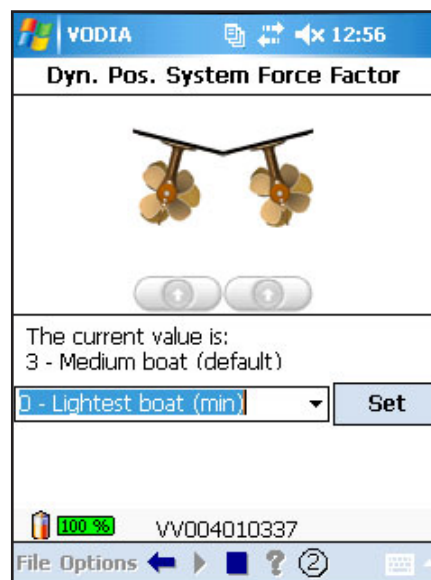 VODIA 12:56
Dyn. Pos. System Force Factor
The current value is:
3 - Medium boat (default)
0 - Lightest boat (min) Set
100 % VV004010337
File Options ? 2